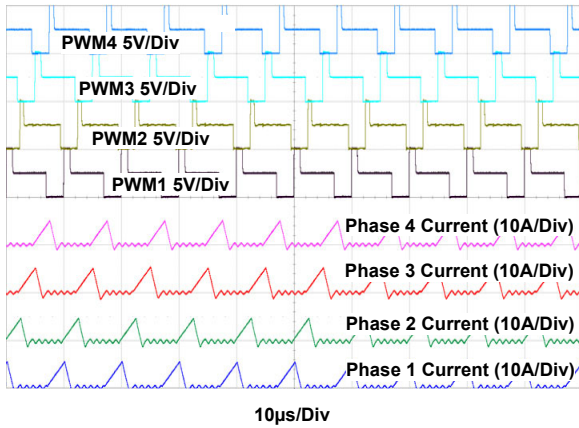 PWM4 5V/Div
PWM3 5V/Div
PWM2 5V/Div
PWM1 5V/Div
Phase 4 Current (10A/Div)
Phase 3 Current (10A/Div)
Phase 2 Current (10A/Div)
Phase 1 Current (10A/Div)
10µs/Div